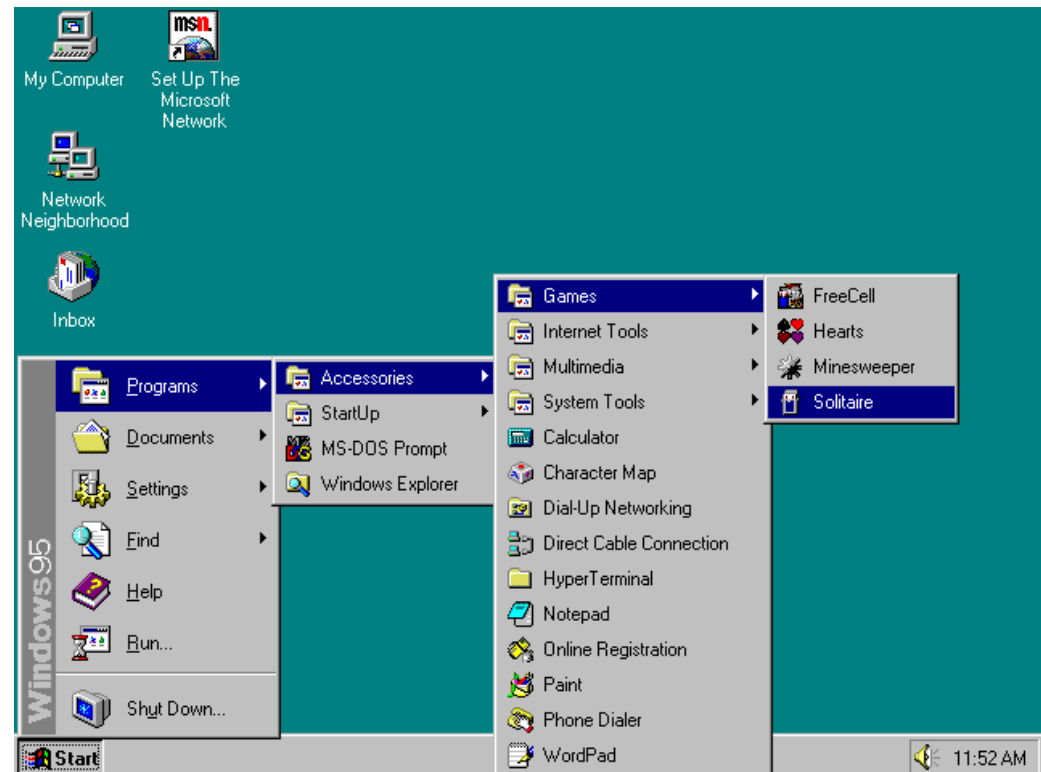 msn.
My Computer
Set Up The
Microsoft
Network
Network
Neighborhood
Inbox
Windows95
Programs
Documents
Settings
Find
Help
Run...
Shut Down...
Accessories
StartUp
MS-DOS Prompt
Windows Explorer
Games
Internet Tools
Multimedia
System Tools
Calculator
Character Map
Dial-Up Networking
Direct Cable Connection
HyperTerminal
Notepad
Online Registration
Paint
Phone Dialer
WordPad
FreeCell
Hearts
Minesweeper
Solitaire
Start
11:52 AM